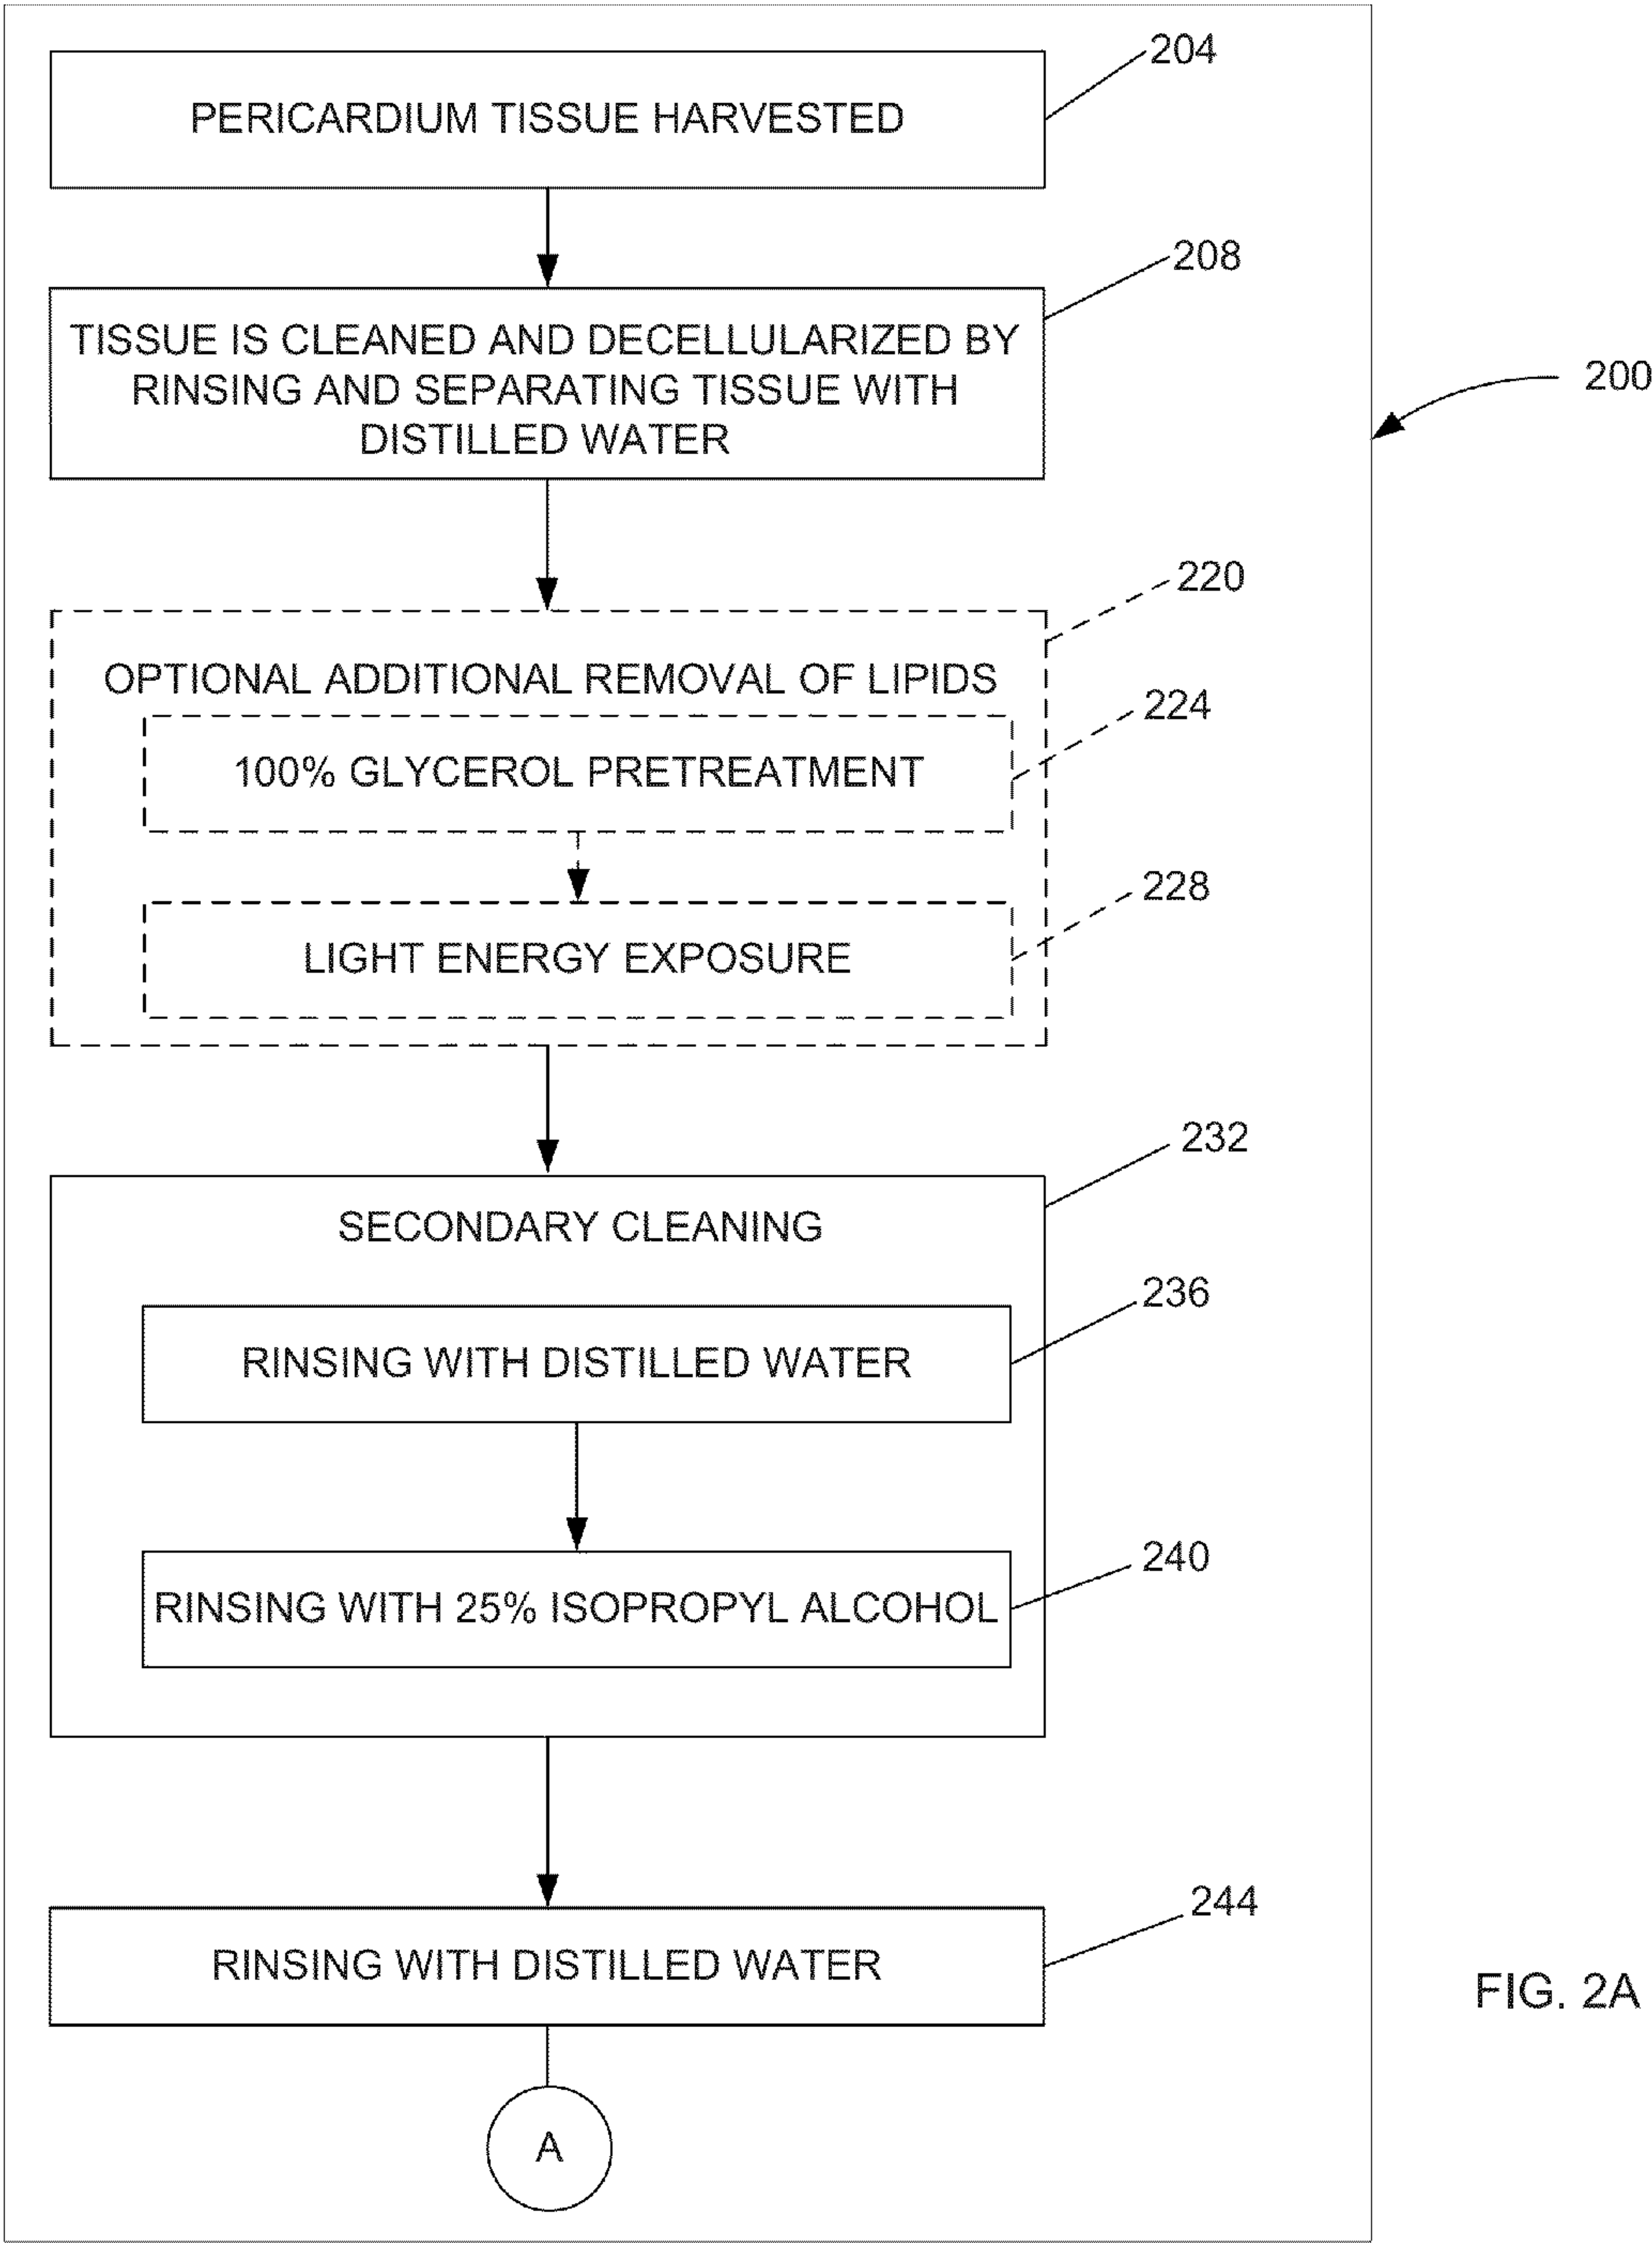 204
PERICARDIUM TISSUE HARVESTED
208
TISSUE IS CLEANED AND DECELLULARIZED BY
RINSING AND SEPARATING TISSUE WITH
DISTILLED WATER
200
220
OPTIONAL ADDITIONAL REMOVAL OF LIPIDS
224
100% GLYCEROL PRETREATMENT
228
LIGHT ENERGY EXPOSURE
232
SECONDARY CLEANING
236
RINSING WITH DISTILLED WATER
240
RINSING WITH 25% ISOPROPYL ALCOHOL
244
RINSING WITH DISTILLED WATER
FIG. 2A
A